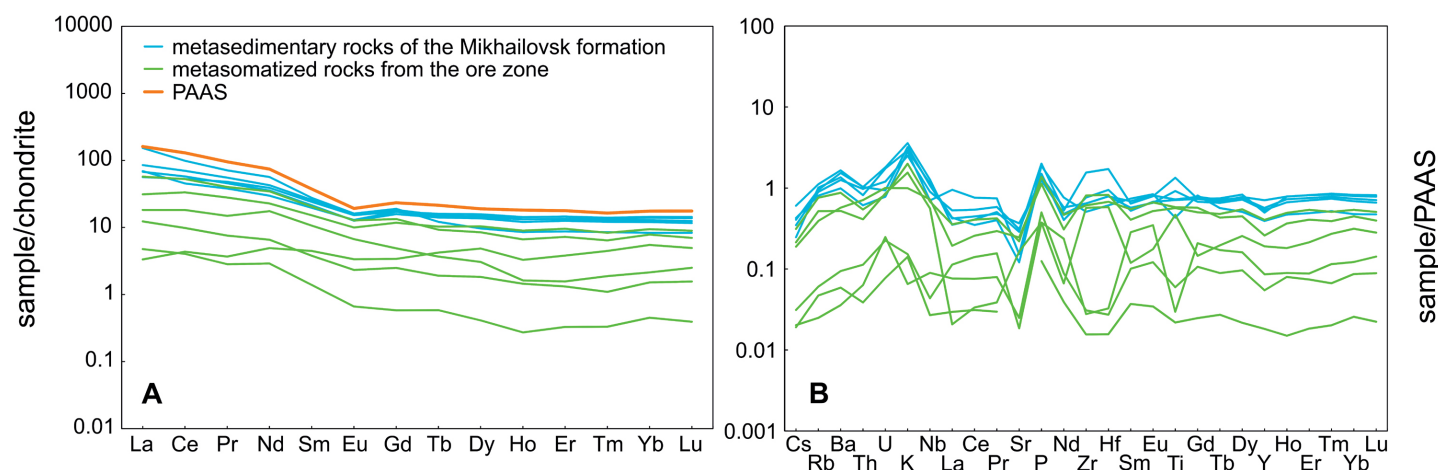 sample/chondrite
10000
1000
100
10
1
0.1
0.01
metasedimentary rocks of the Mikhailovsk formation
metasomatized rocks from the ore zone
PAAS
A
La Ce Pr Nd Sm Eu Gd Tb Dy Ho Er Tm Yb Lu
100
10
1
0.1
0.01
0.001
B
Cs Ba U Nb Ce Sr Nd Hf Eu Gd Dy Ho Tm Lu
Rb Th K La Pr P Zr Sm Ti Tb Y Er Yb
sample/PAAS